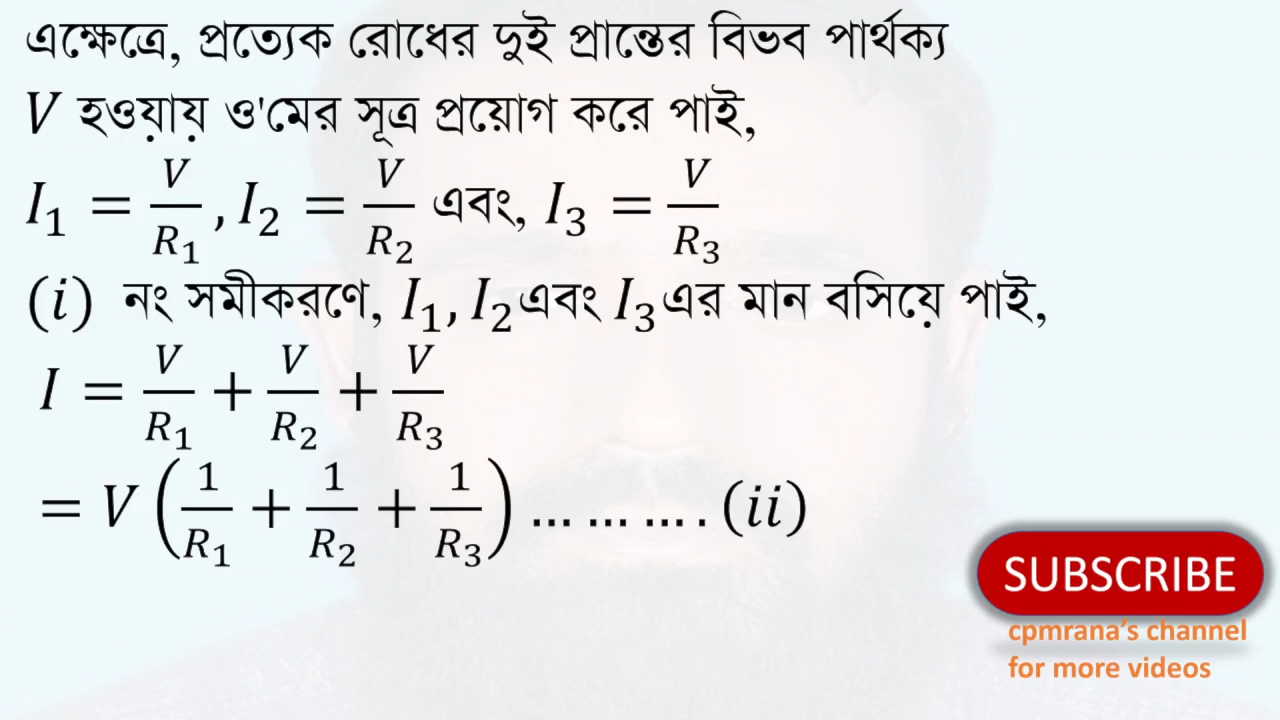 এক্ষেত্রে, প্রত্যেক রোধের দুই প্রান্তের বিভব পার্থক্য
V হওয়ায় ও'মের সূত্র প্রয়োগ করে পাই,
I₁ = V/R₁ , I₂ = V/R₂ এবং, I₃ = V/R₃
(i) নং সমীকরণে, I₁, I₂ এবং I₃ এর মান বসিয়ে পাই,
I = V/R₁ + V/R₂ + V/R₃
= V (1/R₁ + 1/R₂ + 1/R₃) … … … . (ii)
SUBSCRIBE
cpmrana's channel
for more videos